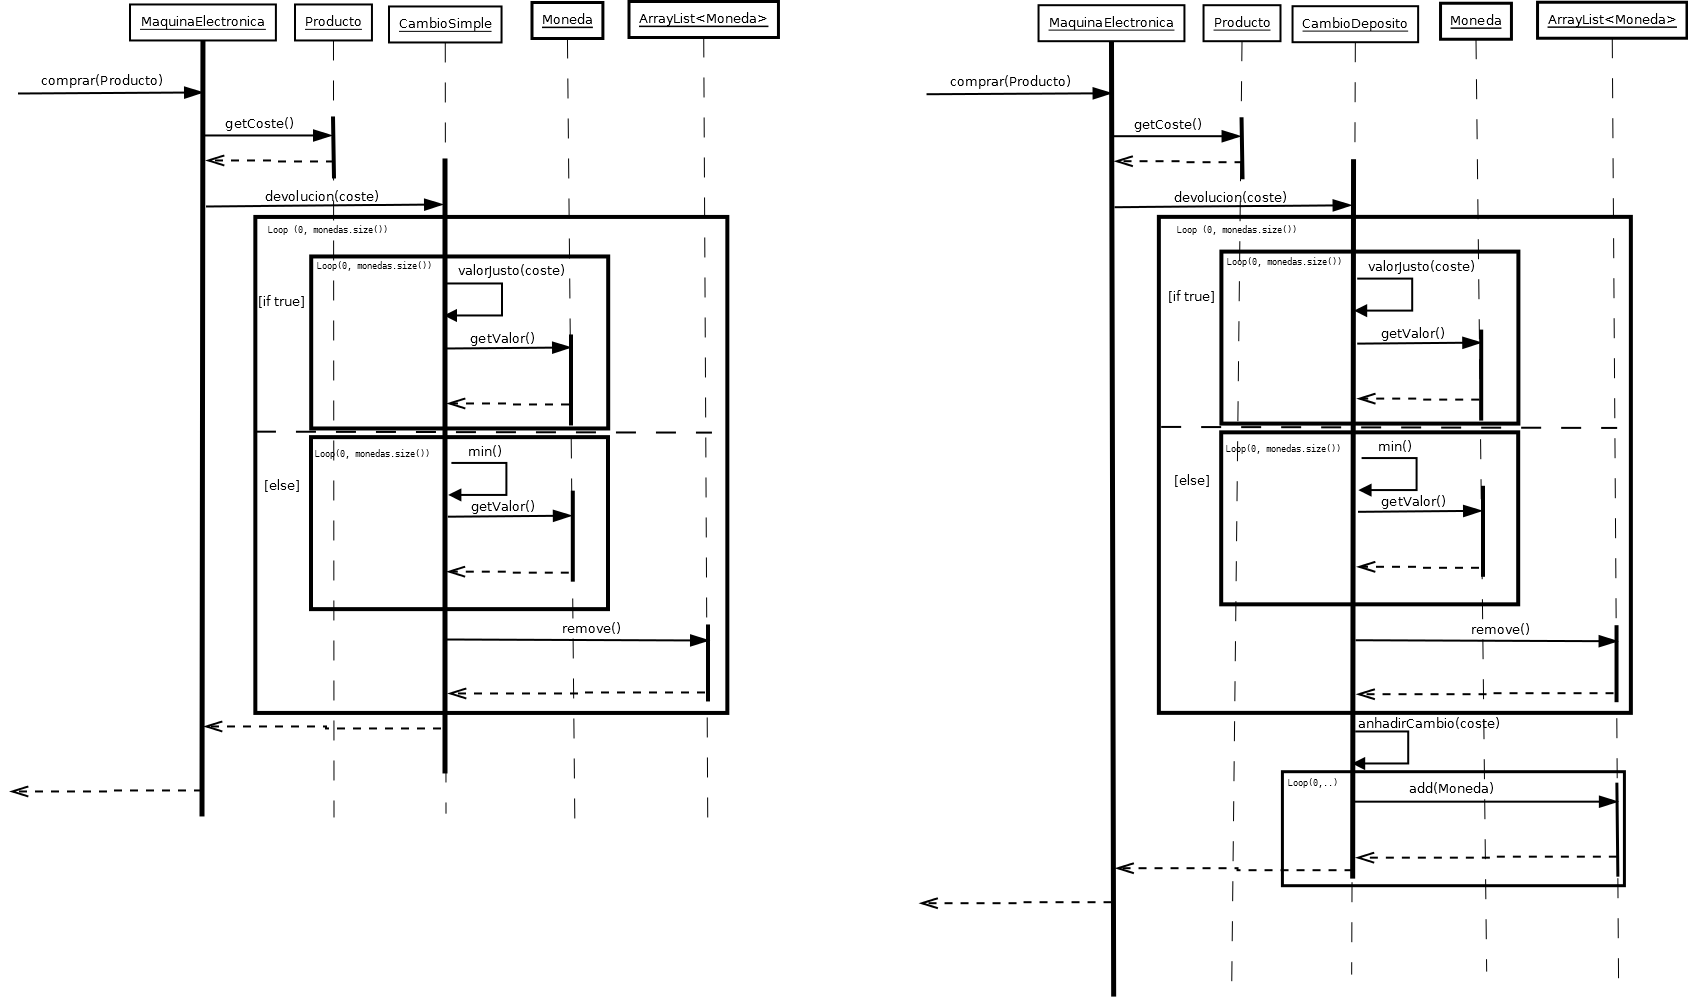 MaquinaElectronica
Producto
CambioSimple
Moneda
ArrayList<Moneda>
comprar(Producto)
getCoste()
devolucion(coste)
Loop (0, monedas.size())
Loop(0, monedas.size())
valorJusto(coste)
[if true]
getValor()
min()
Loop(0, monedas.size())
[else]
getValor()
remove()
MaquinaElectronica
Producto
CambioDeposito
Moneda
ArrayList<Moneda>
comprar(Producto)
getCoste()
devolucion(coste)
Loop (0, monedas.size())
Loop(0, monedas.size())
valorJusto(coste)
[if true]
getValor()
min()
Loop(0, monedas.size())
[else]
getValor()
remove()
anhadirCambio(coste)
Loop(0,..)
add(Moneda)